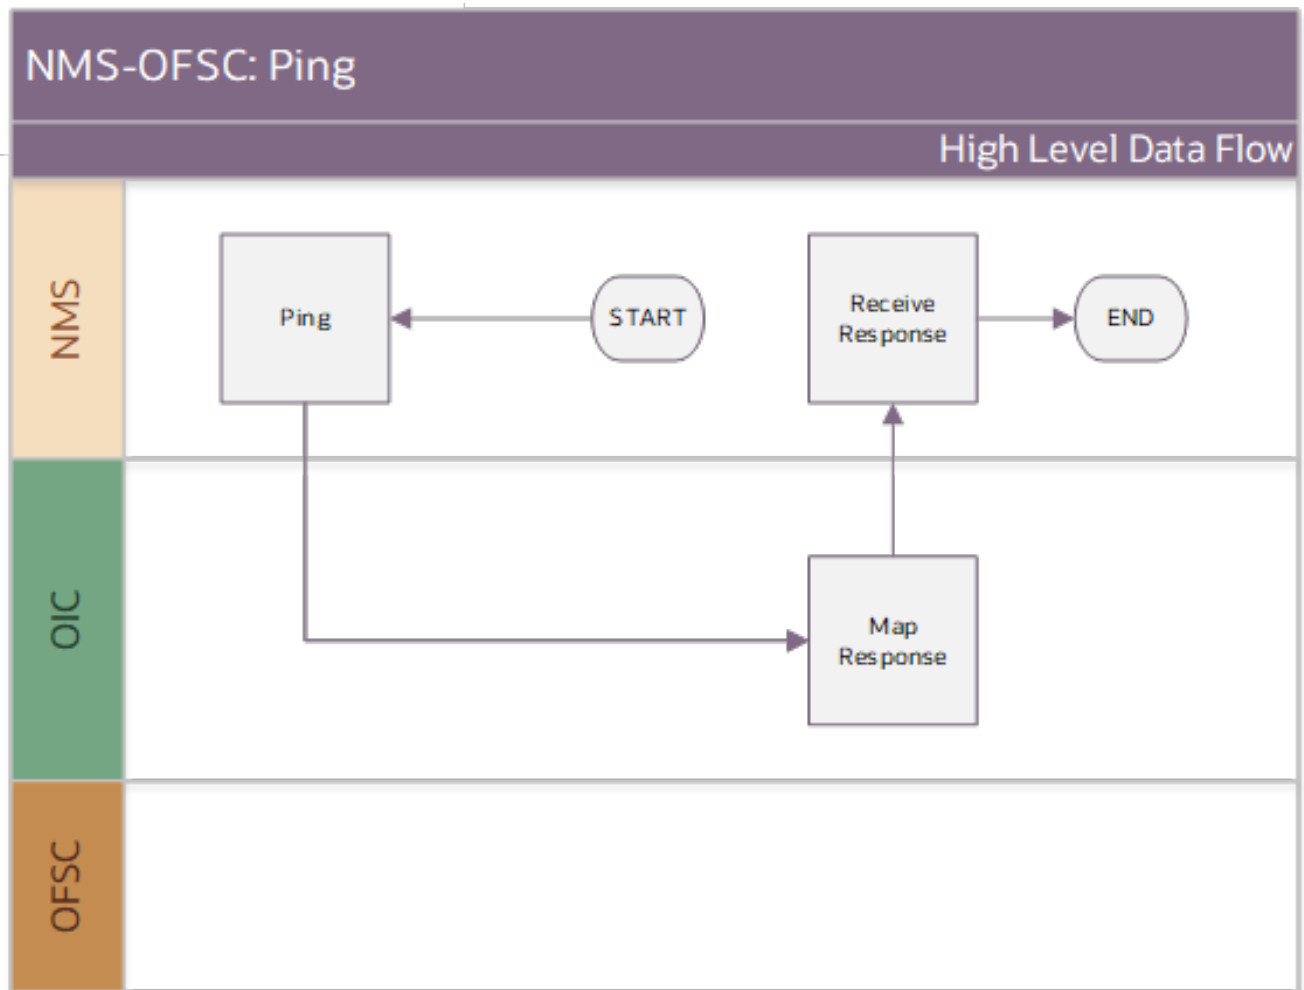 NMS-OFSC: Ping
High Level Data Flow
NMS
Ping
START
Receive
Response
END
OIC
Map
Response
OFSC